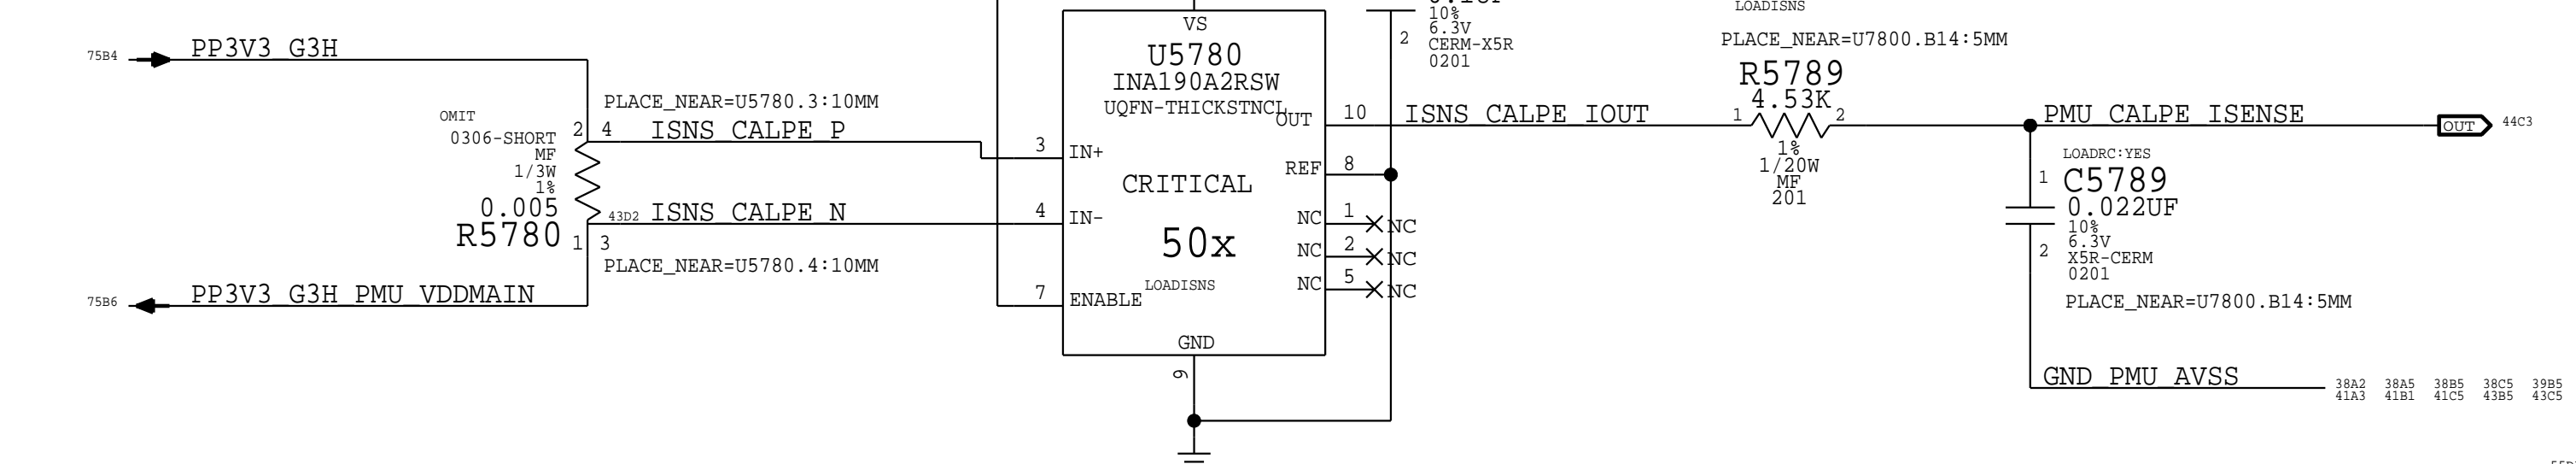 75B4
PP3V3_G3H
OMIT
0306-SHORT
MF
1/3W
1%
0.005
R5780
2 4
1 3
PLACE_NEAR=U5780.3:10MM
ISNS_CALPE_P
43D2 ISNS_CALPE_N
PLACE_NEAR=U5780.4:10MM
75B6
PP3V3_G3H_PMU_VDDMAIN
VS
U5780
INA190A2RSW
UQFN-THICKSTNCL
OUT
10
3
IN+
REF
8
CRITICAL
4
IN-
NC
1
NC
50x
NC
2
NC
LOADISNS
NC
5
NC
7
ENABLE
GND
9
10%
6.3V
2
CERM-X5R
0201
ISNS_CALPE_IOUT
LOADISNS
PLACE_NEAR=U7800.B14:5MM
R5789
4.53K
1
2
1%
1/20W
MF
201
PMU_CALPE_ISENSE
OUT
44C3
LOADRC:YES
1
C5789
0.022UF
10%
6.3V
2
X5R-CERM
0201
PLACE_NEAR=U7800.B14:5MM
GND_PMU_AVSS
38A2 38A5 38B5 38C5 39B5
41A3 41B1 41C5 43B5 43C5